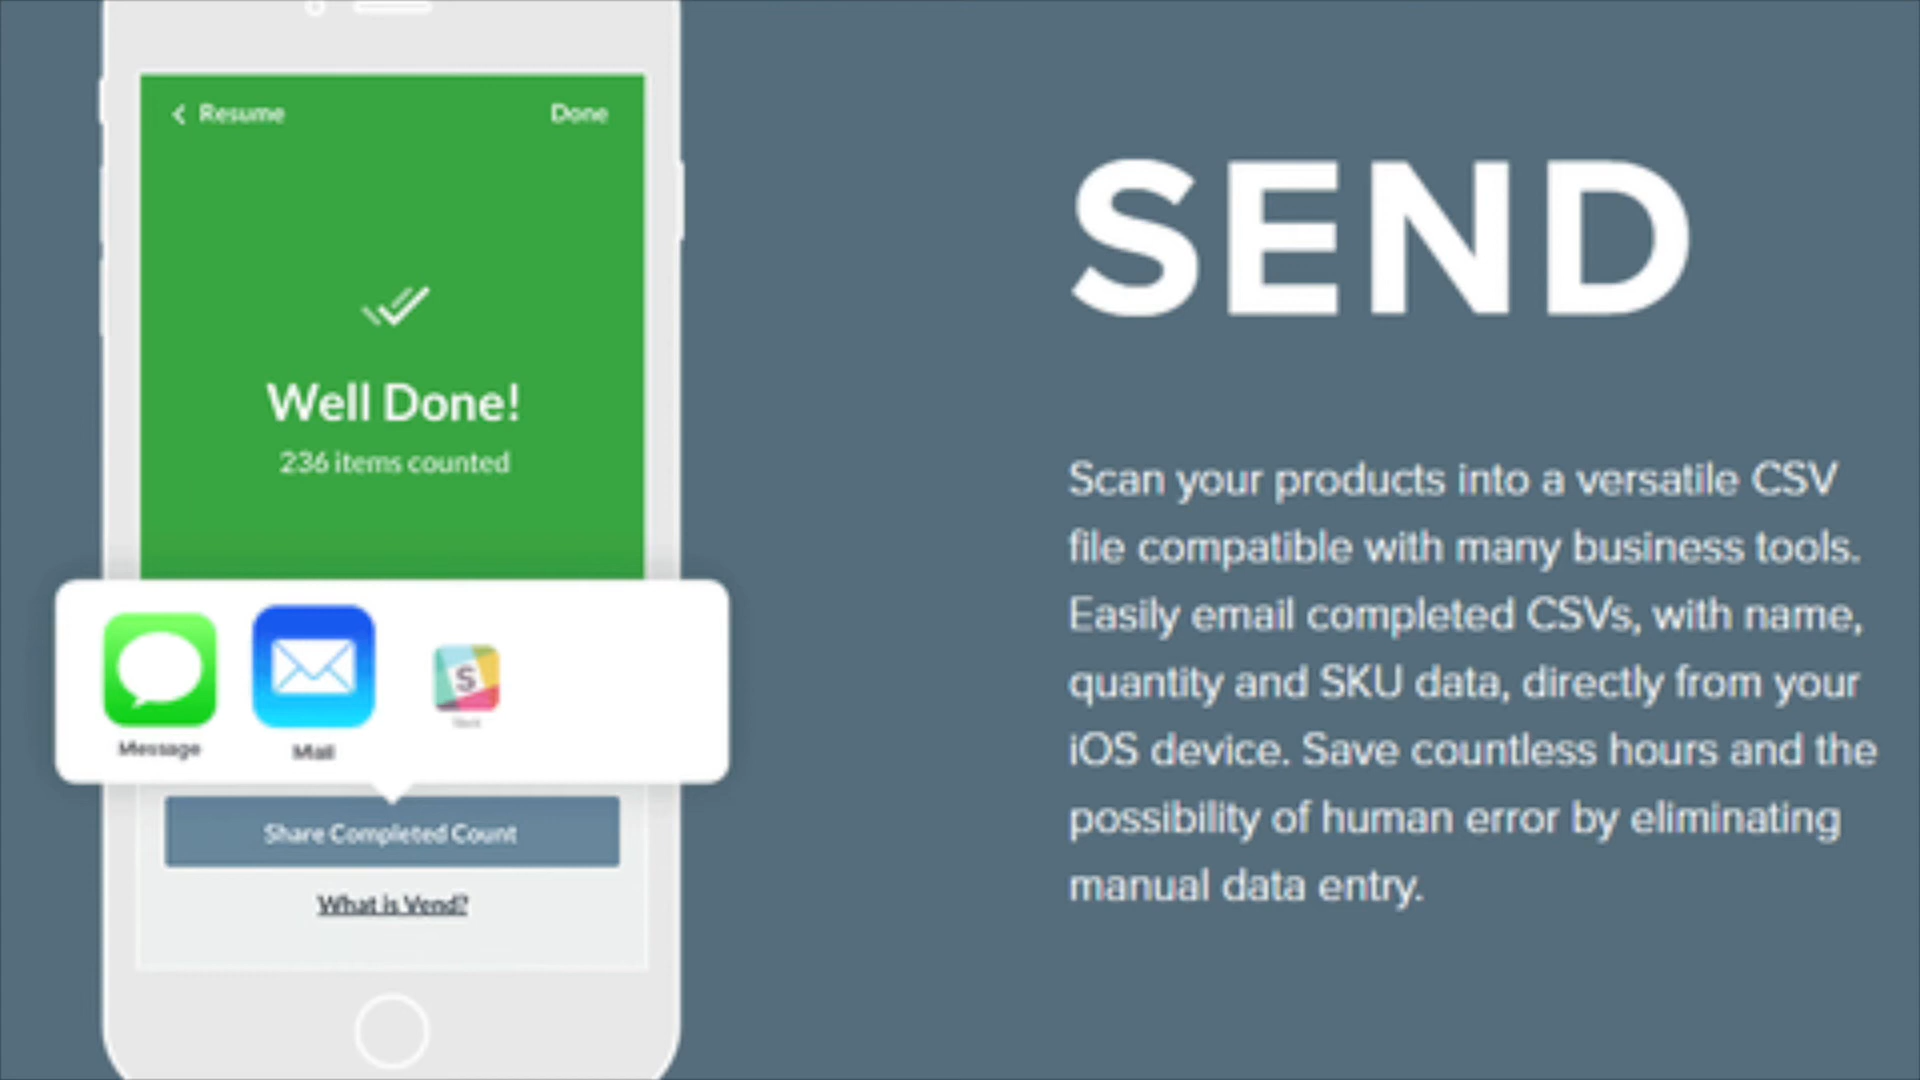 Resume
Done
Well Done!
236 items counted
S
Message
Mail
Share Completed Count
What is Vend?
SEND
Scan your products into a versatile CSV
file compatible with many business tools.
Easily email completed CSVs, with name,
quantity and SKU data, directly from your
iOS device. Save countless hours and the
possibility of human error by eliminating
manual data entry.